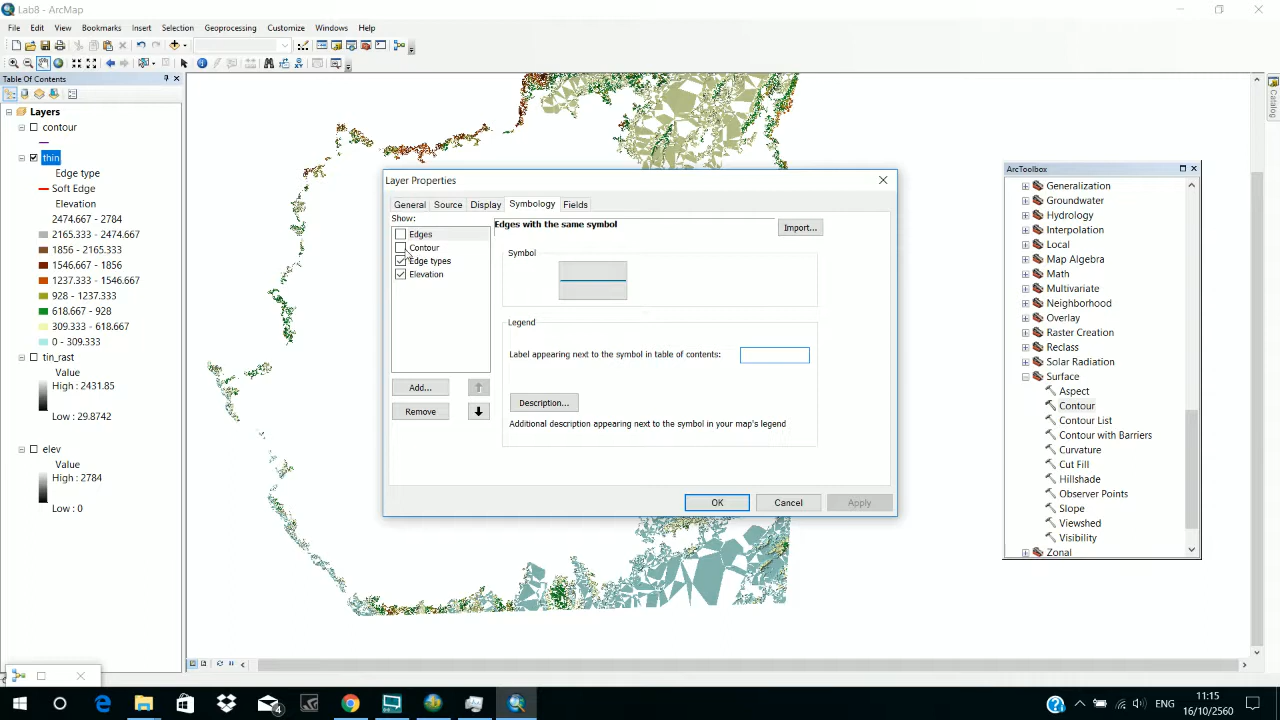 Lab8 - ArcMap
File Edit View Bookmarks Insert Selection Geoprocessing Customize Windows Help
Table Of Contents
Layers
contour
thin
Edge type
Soft Edge
Elevation
2474.667 - 2784
2165.333 - 2474.667
1856 - 2165.333
1546.667 - 1856
1237.333 - 1546.667
928 - 1237.333
618.667 - 928
309.333 - 618.667
0 - 309.333
tin_rast
Value
High : 2431.85
Low : 29.8742
elev
Value
High : 2784
Low : 0
Layer Properties
General Source Display Symbology Fields
Show:
Edges
Contour
Edge types
Elevation
Add...
Remove
Edges with the same symbol
Import...
Symbol
Legend
Label appearing next to the symbol in table of contents:
Description...
Additional description appearing next to the symbol in your map's legend
OK Cancel Apply
ArcToolbox
Generalization
Groundwater
Hydrology
Interpolation
Local
Map Algebra
Math
Multivariate
Neighborhood
Overlay
Raster Creation
Reclass
Solar Radiation
Surface
Aspect
Contour
Contour List
Contour with Barriers
Curvature
Cut Fill
Hillshade
Observer Points
Slope
Viewshed
Visibility
Zonal
Catalog
ENG
11:15
16/10/2560